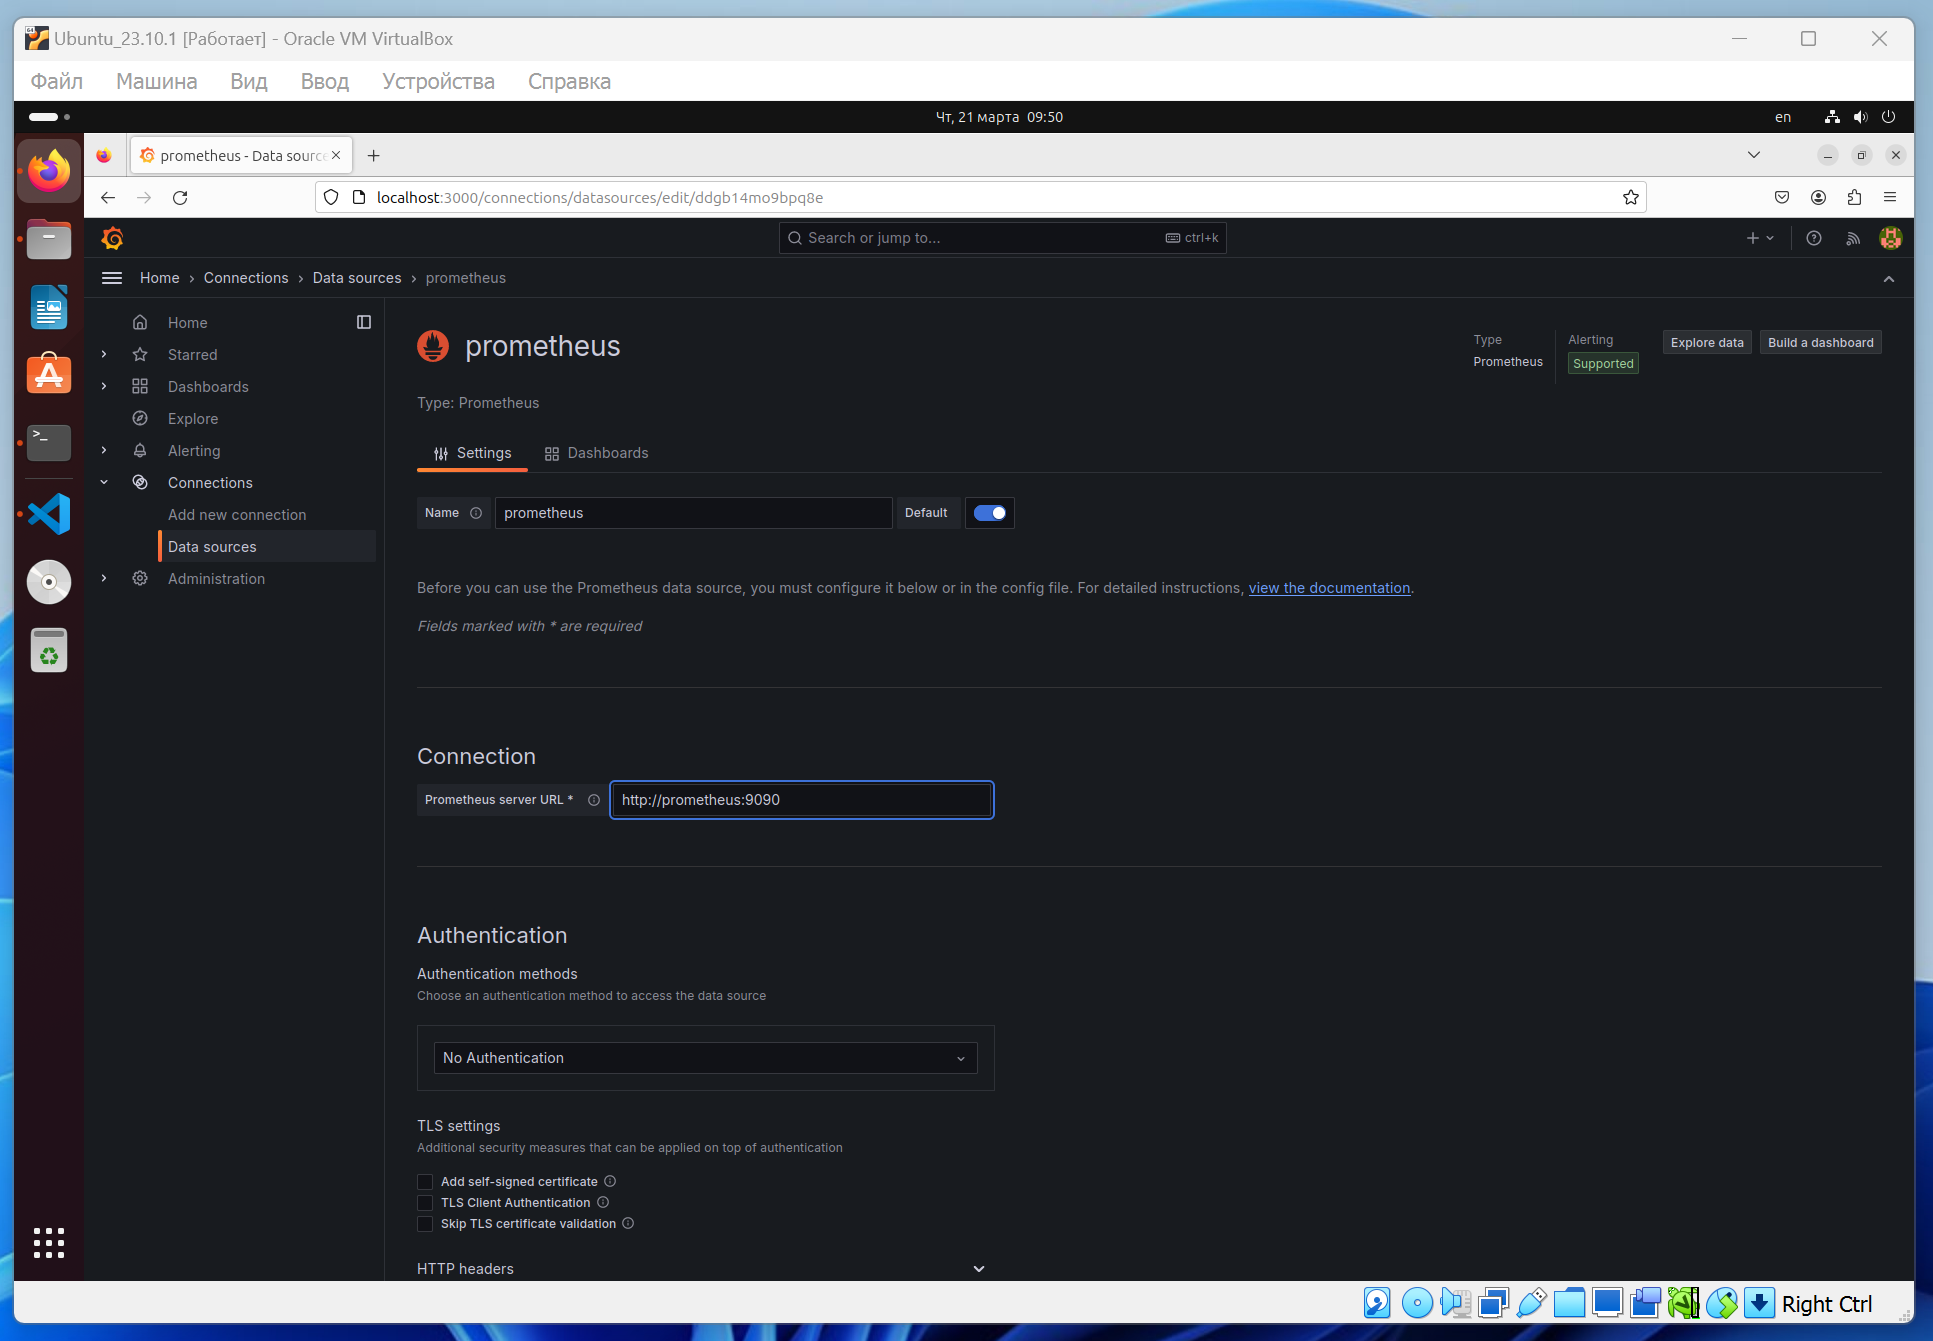 Ubuntu_23.10.1 [Работает] - Oracle VM VirtualBox
Файл Машина Вид Ввод Устройства Справка
Чт, 21 марта 09:50
en
prometheus - Data source
localhost:3000/connections/datasources/edit/ddgb14mo9bpq8e
Search or jump to...
ctrl+k
Home › Connections › Data sources › prometheus
Home
Starred
Dashboards
Explore
Alerting
Connections
Add new connection
Data sources
Administration
prometheus
Type
Prometheus
Alerting
Supported
Explore data
Build a dashboard
Type: Prometheus
Settings
Dashboards
Name
prometheus
Default
Before you can use the Prometheus data source, you must configure it below or in the config file. For detailed instructions, view the documentation.
Fields marked with * are required
Connection
Prometheus server URL *
http://prometheus:9090
Authentication
Authentication methods
Choose an authentication method to access the data source
No Authentication
TLS settings
Additional security measures that can be applied on top of authentication
Add self-signed certificate
TLS Client Authentication
Skip TLS certificate validation
HTTP headers
Right Ctrl